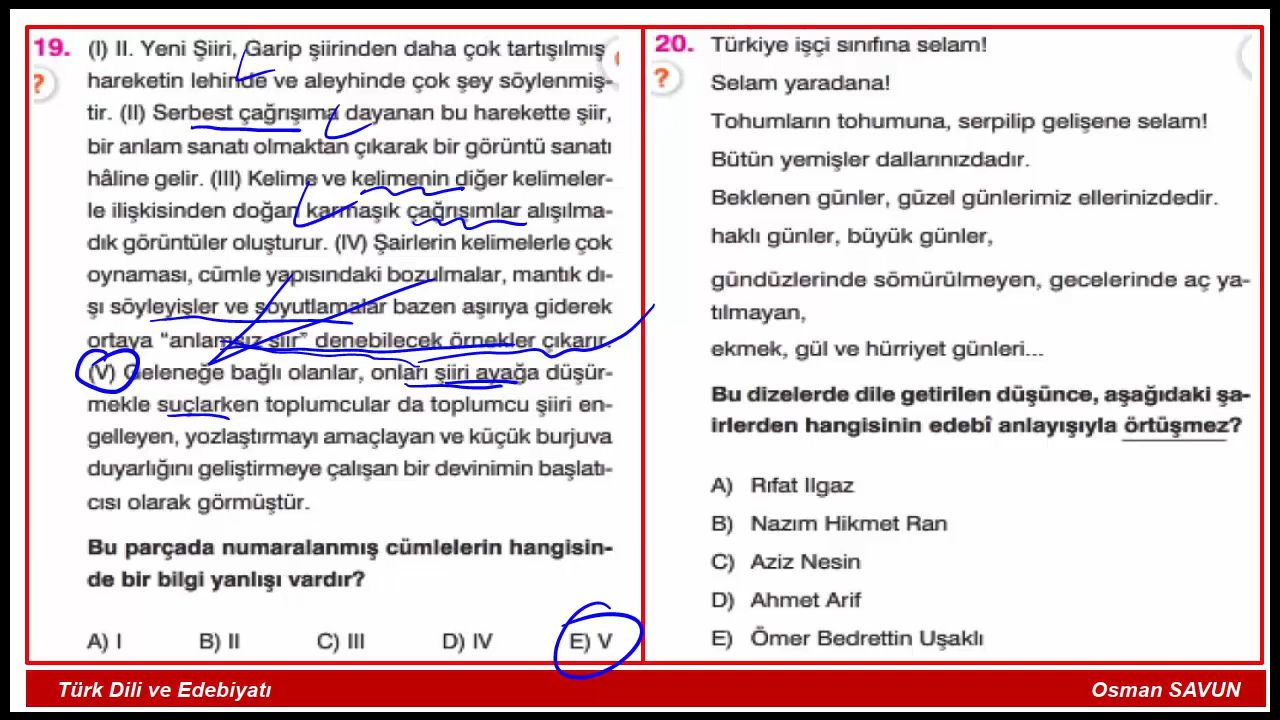 19. (I) II. Yeni Şiiri, Garip şiirinden daha çok tartışılmış
hareketin lehinde ve aleyhinde çok şey söylenmiş-
tir. (II) Serbest çağrışıma dayanan bu harekette şiir,
bir anlam sanatı olmaktan çıkarak bir görüntü sanatı
hâline gelir. (III) Kelime ve kelimenin diğer kelimeler-
le ilişkisinden doğan karmaşık çağrışımlar alışılma-
dık görüntüler oluşturur. (IV) Şairlerin kelimelerle çok
oynaması, cümle yapısındaki bozulmalar, mantık dı-
şı söyleyişler ve soyutlamalar bazen aşırıya giderek
ortaya “anlamsız şiir” denebilecek örnekler çıkarır.
(V) Geleneğe bağlı olanlar, onları şiiri ayağa düşür-
mekle suçlarken toplumcular da toplumcu şiiri en-
gelleyen, yozlaştırmayı amaçlayan ve küçük burjuva
duyarlığını geliştirmeye çalışan bir devinimin başlatı-
cısı olarak görmüştür.
Bu parçada numaralanmış cümlelerin hangisin-
de bir bilgi yanlışı vardır?
A) I B) II C) III D) IV E) V
20. Türkiye işçi sınıfına selam!
?
Selam yaradana!
Tohumların tohumuna, serpilip gelişene selam!
Bütün yemişler dallarınızdadır.
Beklenen günler, güzel günlerimiz ellerinizdedir.
haklı günler, büyük günler,
gündüzlerinde sömürülmeyen, gecelerinde aç ya-
tılmayan,
ekmek, gül ve hürriyet günleri...
Bu dizelerde dile getirilen düşünce, aşağıdaki şa-
irlerden hangisinin edebî anlayışıyla örtüşmez?
A) Rıfat Ilgaz
B) Nazım Hikmet Ran
C) Aziz Nesin
D) Ahmet Arif
E) Ömer Bedrettin Uşaklı
Türk Dili ve Edebiyatı
Osman SAVUN